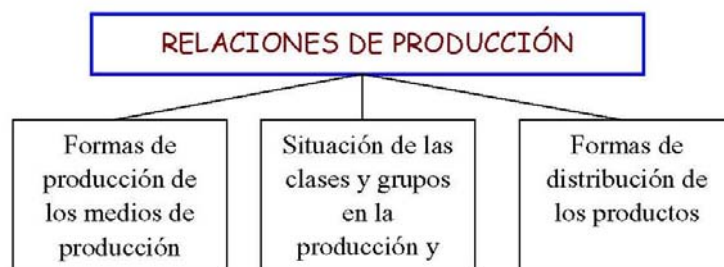 RELACIONES DE PRODUCCIÓN
Formas de
producción de
los medios de
producción
Situación de las
clases y grupos
en la
producción y
Formas de
distribución de
los productos